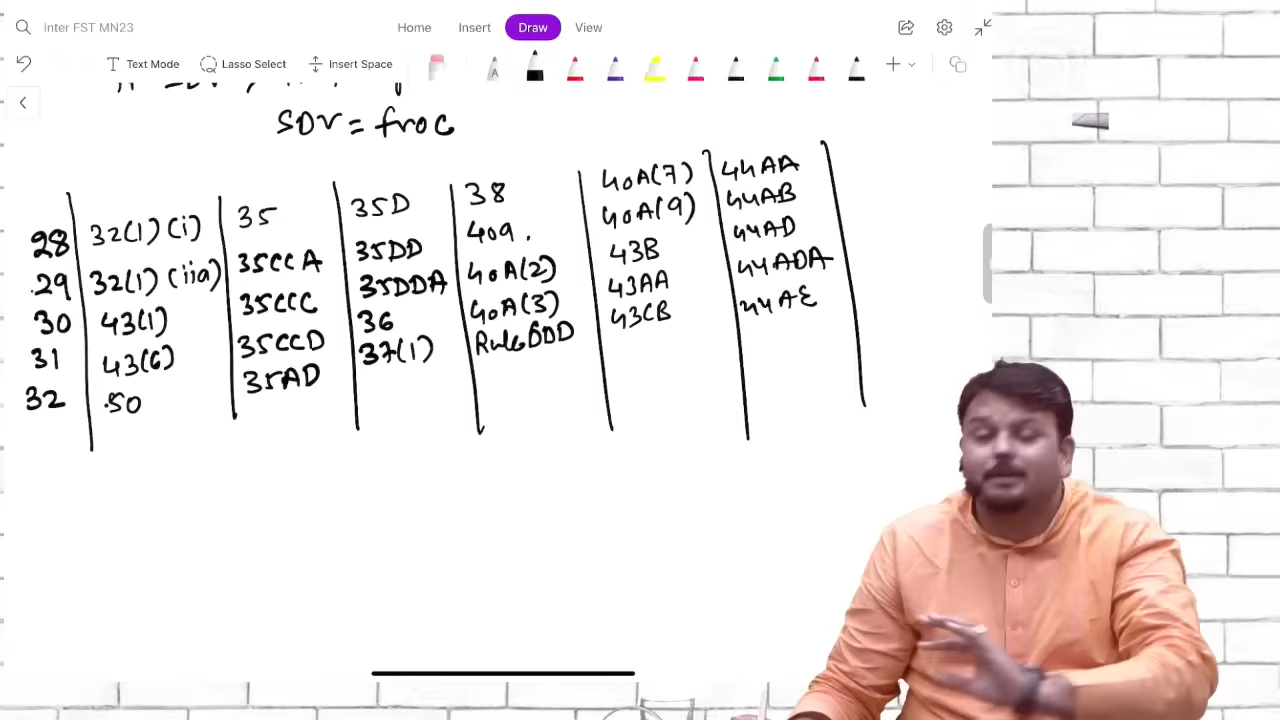 Inter FST MN23
Home Insert Draw View
Text Mode Lasso Select Insert Space
SDV = froc
28
29
30
31
32
32(1)(i)
32(1)(iia)
43(1)
43(6)
50
35
35CCA
35CCC
35CCD
35AD
35D
35DD
35DDA
36
37(1)
38
40a
40A(2)
40A(3)
40A(7)
40A(9)
43B
43AA
43CB
44AA
44AB
44AD
44ADA
44AE